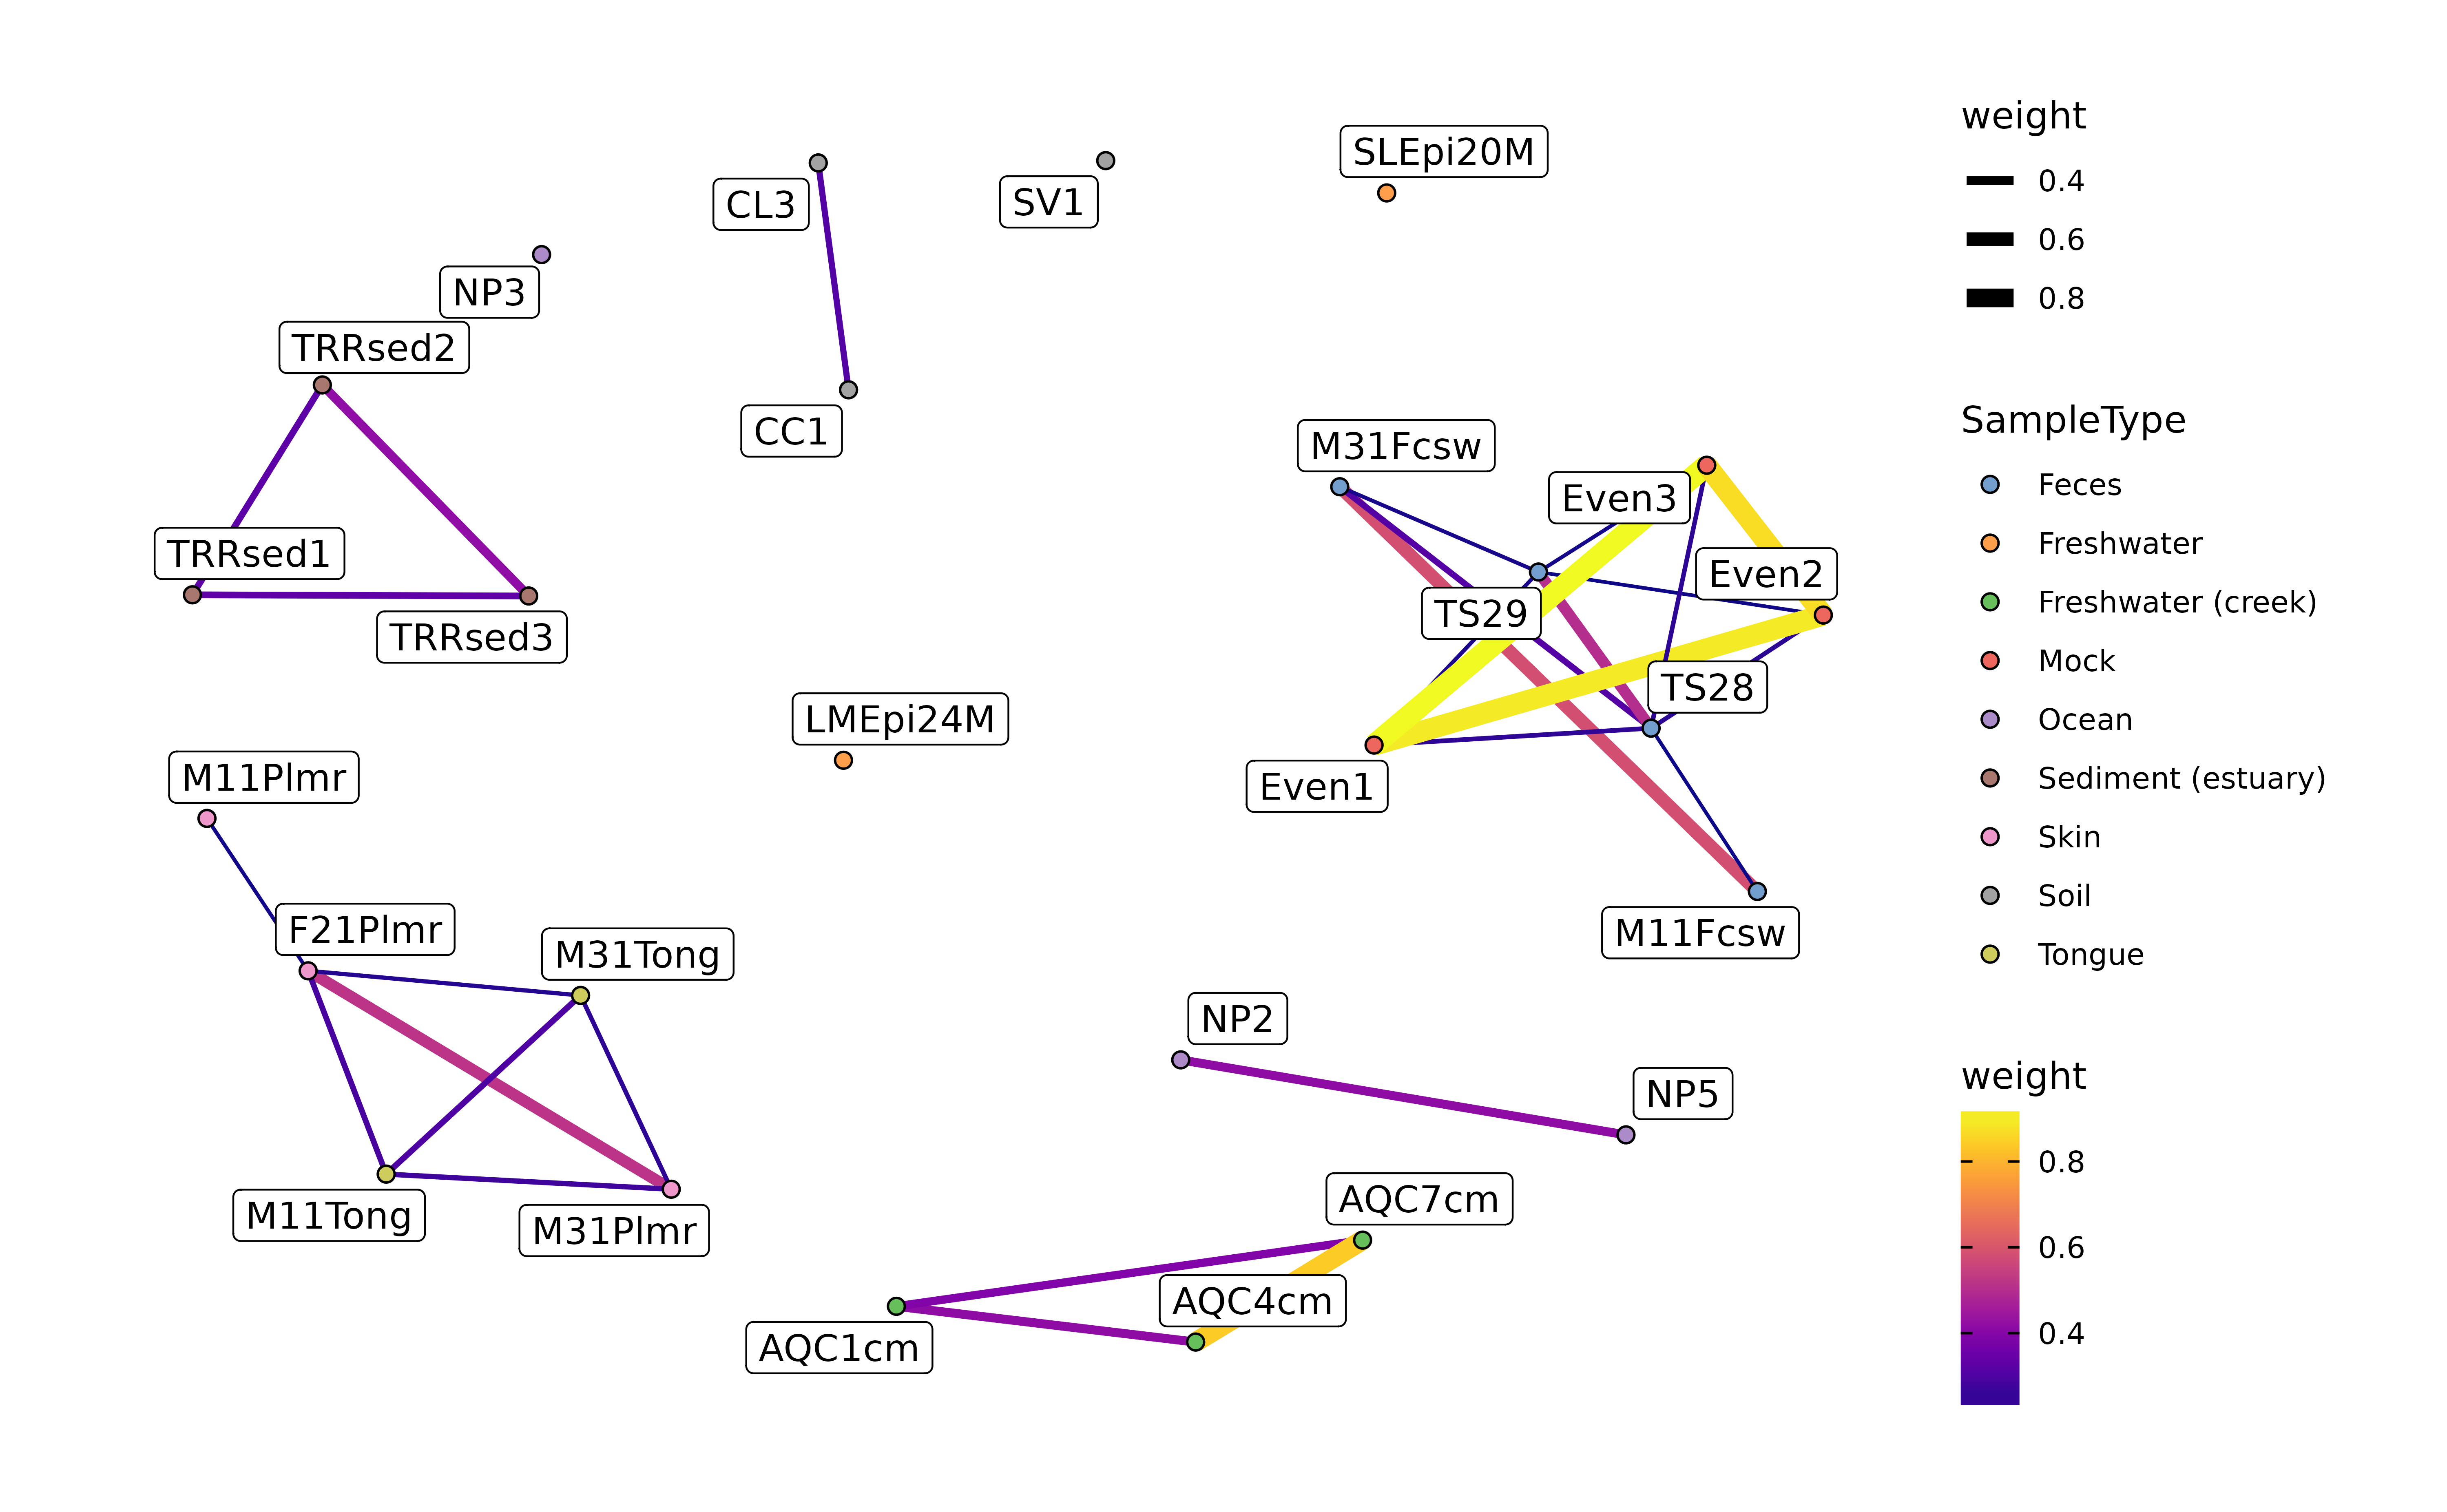 SLEpi20M
CL3
SV1
NP3
TRRsed2
CC1
M31Fcsw
Even3
TRRsed1
Even2
TS29
TRRsed3
TS28
LMEpi24M
M11Plmr
Even1
F21Plmr
M11Fcsw
M31Tong
NP2
NP5
AQC7cm
M11Tong
M31Plmr
AQC4cm
AQC1cm
weight
0.4
0.6
0.8
SampleType
Feces
Freshwater
Freshwater (creek)
Mock
Ocean
Sediment (estuary)
Skin
Soil
Tongue
weight
0.8
0.6
0.4